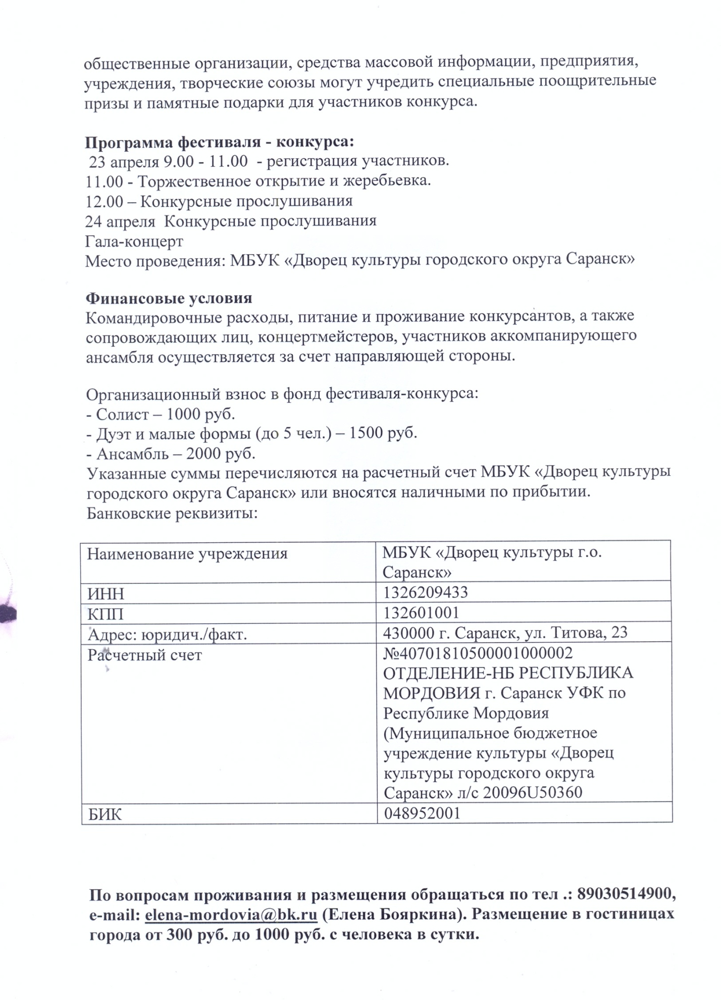 общественные организации, средства массовой информации, предприятия,
учреждения, творческие союзы могут учредить специальные поощрительные
призы и памятные подарки для участников конкурса.
Программа фестиваля - конкурса:
23 апреля 9.00 - 11.00 - регистрация участников.
11.00 - Торжественное открытие и жеребьевка.
12.00 – Конкурсные прослушивания
24 апреля Конкурсные прослушивания
Гала-концерт
Место проведения: МБУК «Дворец культуры городского округа Саранск»
Финансовые условия
Командировочные расходы, питание и проживание конкурсантов, а также
сопровождающих лиц, концертмейстеров, участников аккомпанирующего
ансамбля осуществляется за счет направляющей стороны.
Организационный взнос в фонд фестиваля-конкурса:
- Солист – 1000 руб.
- Дуэт и малые формы (до 5 чел.) – 1500 руб.
- Ансамбль – 2000 руб.
Указанные суммы перечисляются на расчетный счет МБУК «Дворец культуры
городского округа Саранск» или вносятся наличными по прибытии.
Банковские реквизиты:
Наименование учреждения
МБУК «Дворец культуры г.о.
Саранск»
ИНН
1326209433
КПП
132601001
Адрес: юридич./факт.
430000 г. Саранск, ул. Титова, 23
Расчетный счет
№40701810500001000002
ОТДЕЛЕНИЕ-НБ РЕСПУБЛИКА
МОРДОВИЯ г. Саранск УФК по
Республике Мордовия
(Муниципальное бюджетное
учреждение культуры «Дворец
культуры городского округа
Саранск» л/с 20096U50360
БИК
048952001
По вопросам проживания и размещения обращаться по тел .: 89030514900,
e-mail: elena-mordovia@bk.ru (Елена Бояркина). Размещение в гостиницах
города от 300 руб. до 1000 руб. с человека в сутки.